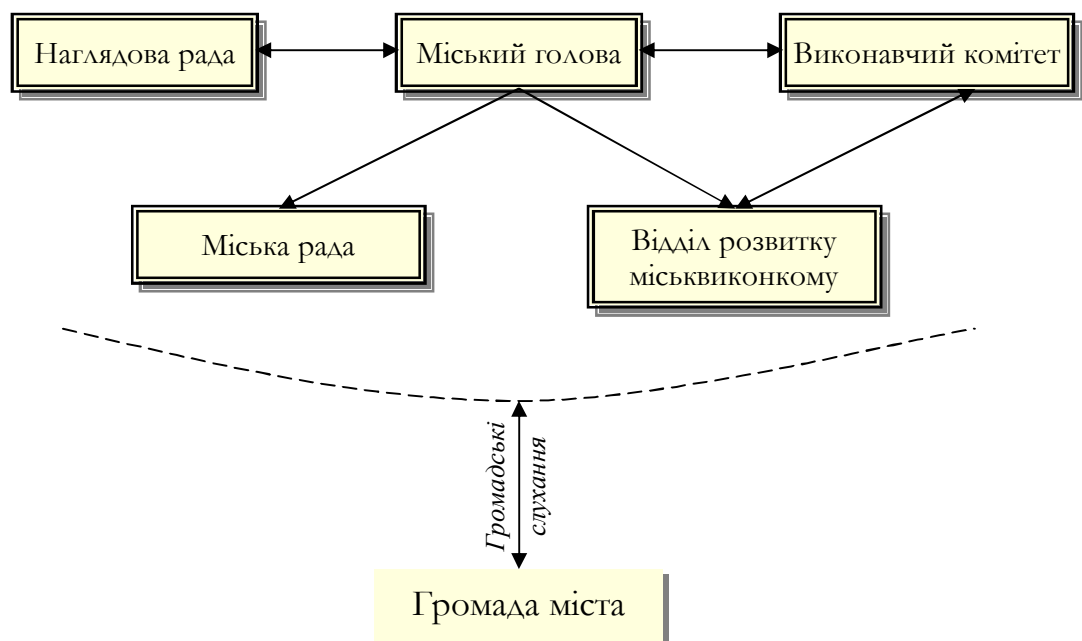 Наглядова рада
Міський голова
Виконавчий комітет
Міська рада
Відділ розвитку
міськвиконкому
Громадські
слухання
Громада міста